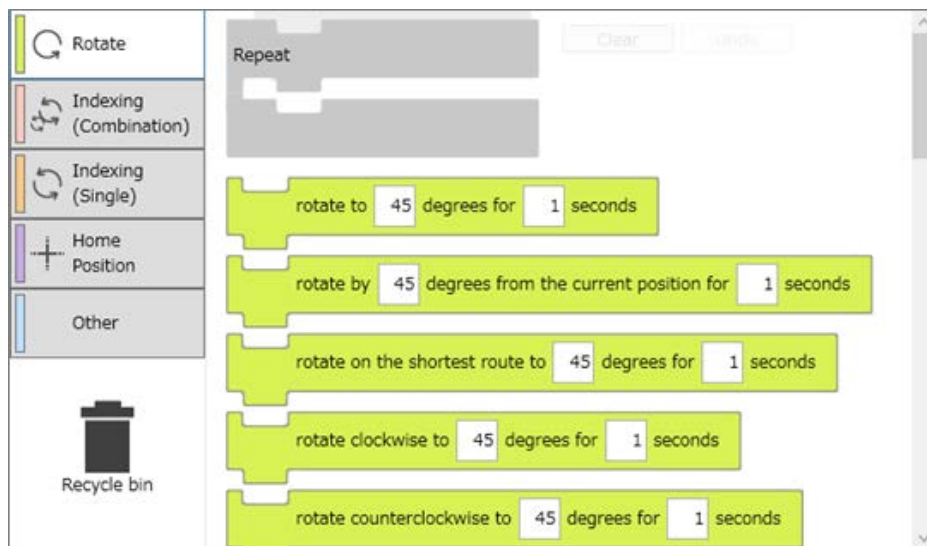 Rotate
Indexing
(Combination)
Indexing
(Single)
Home
Position
Other
Recycle bin
Repeat
Clear
Undo
rotate to 45 degrees for 1 seconds
rotate by 45 degrees from the current position for 1 seconds
rotate on the shortest route to 45 degrees for 1 seconds
rotate clockwise to 45 degrees for 1 seconds
rotate counterclockwise to 45 degrees for 1 seconds